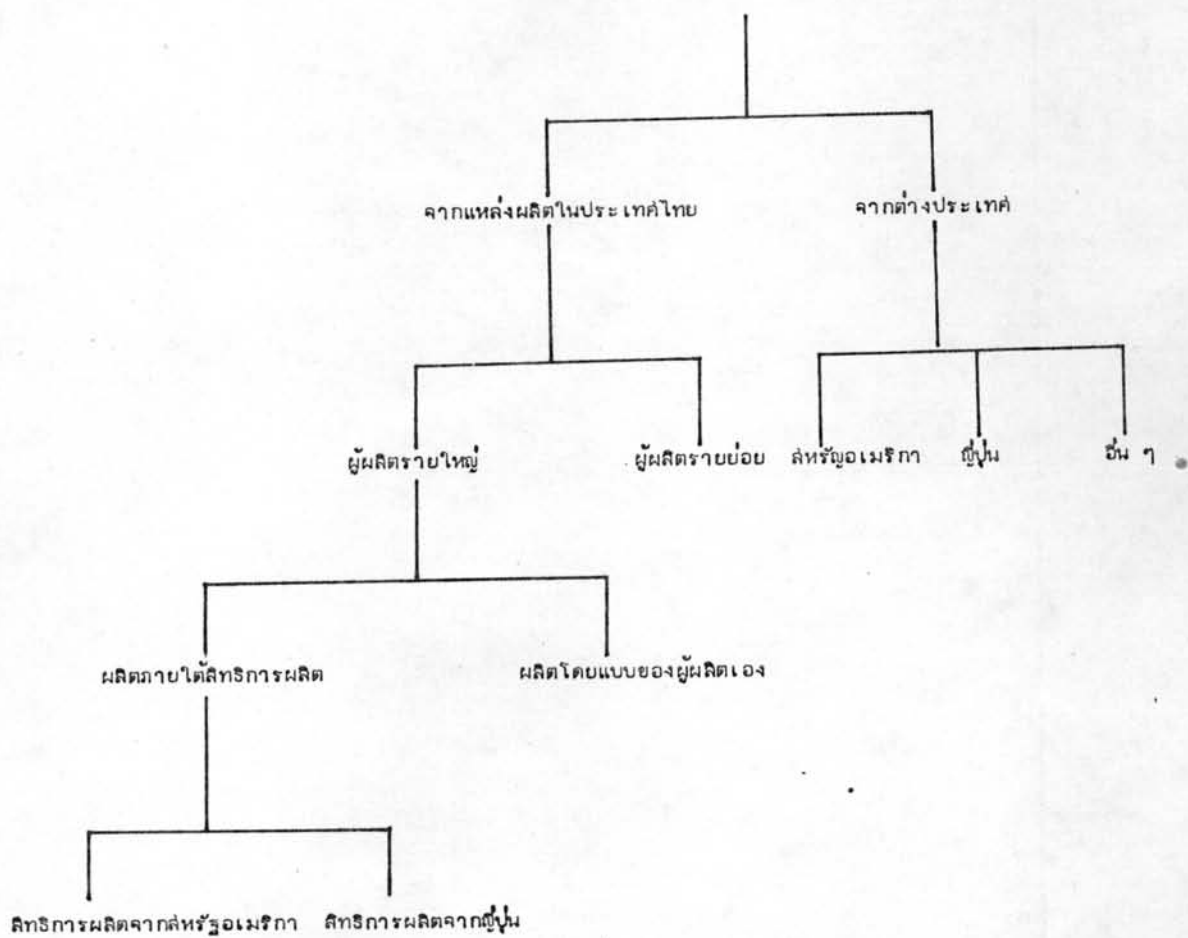 จากแหล่งผลิตในประเทศไทย จากต่างประเทศ
ผู้ผลิตรายใหญ่ ผู้ผลิตรายย่อย สหรัญอเมริกา ญี่ปุ่น อื่น ๆ
ผลิตภายใต้สิทธิการผลิต ผลิตโดยแบบของผู้ผลิตเอง
สิทธิการผลิตจากสหรัฐอเมริกา สิทธิการผลิตจากญี่ปุ่น